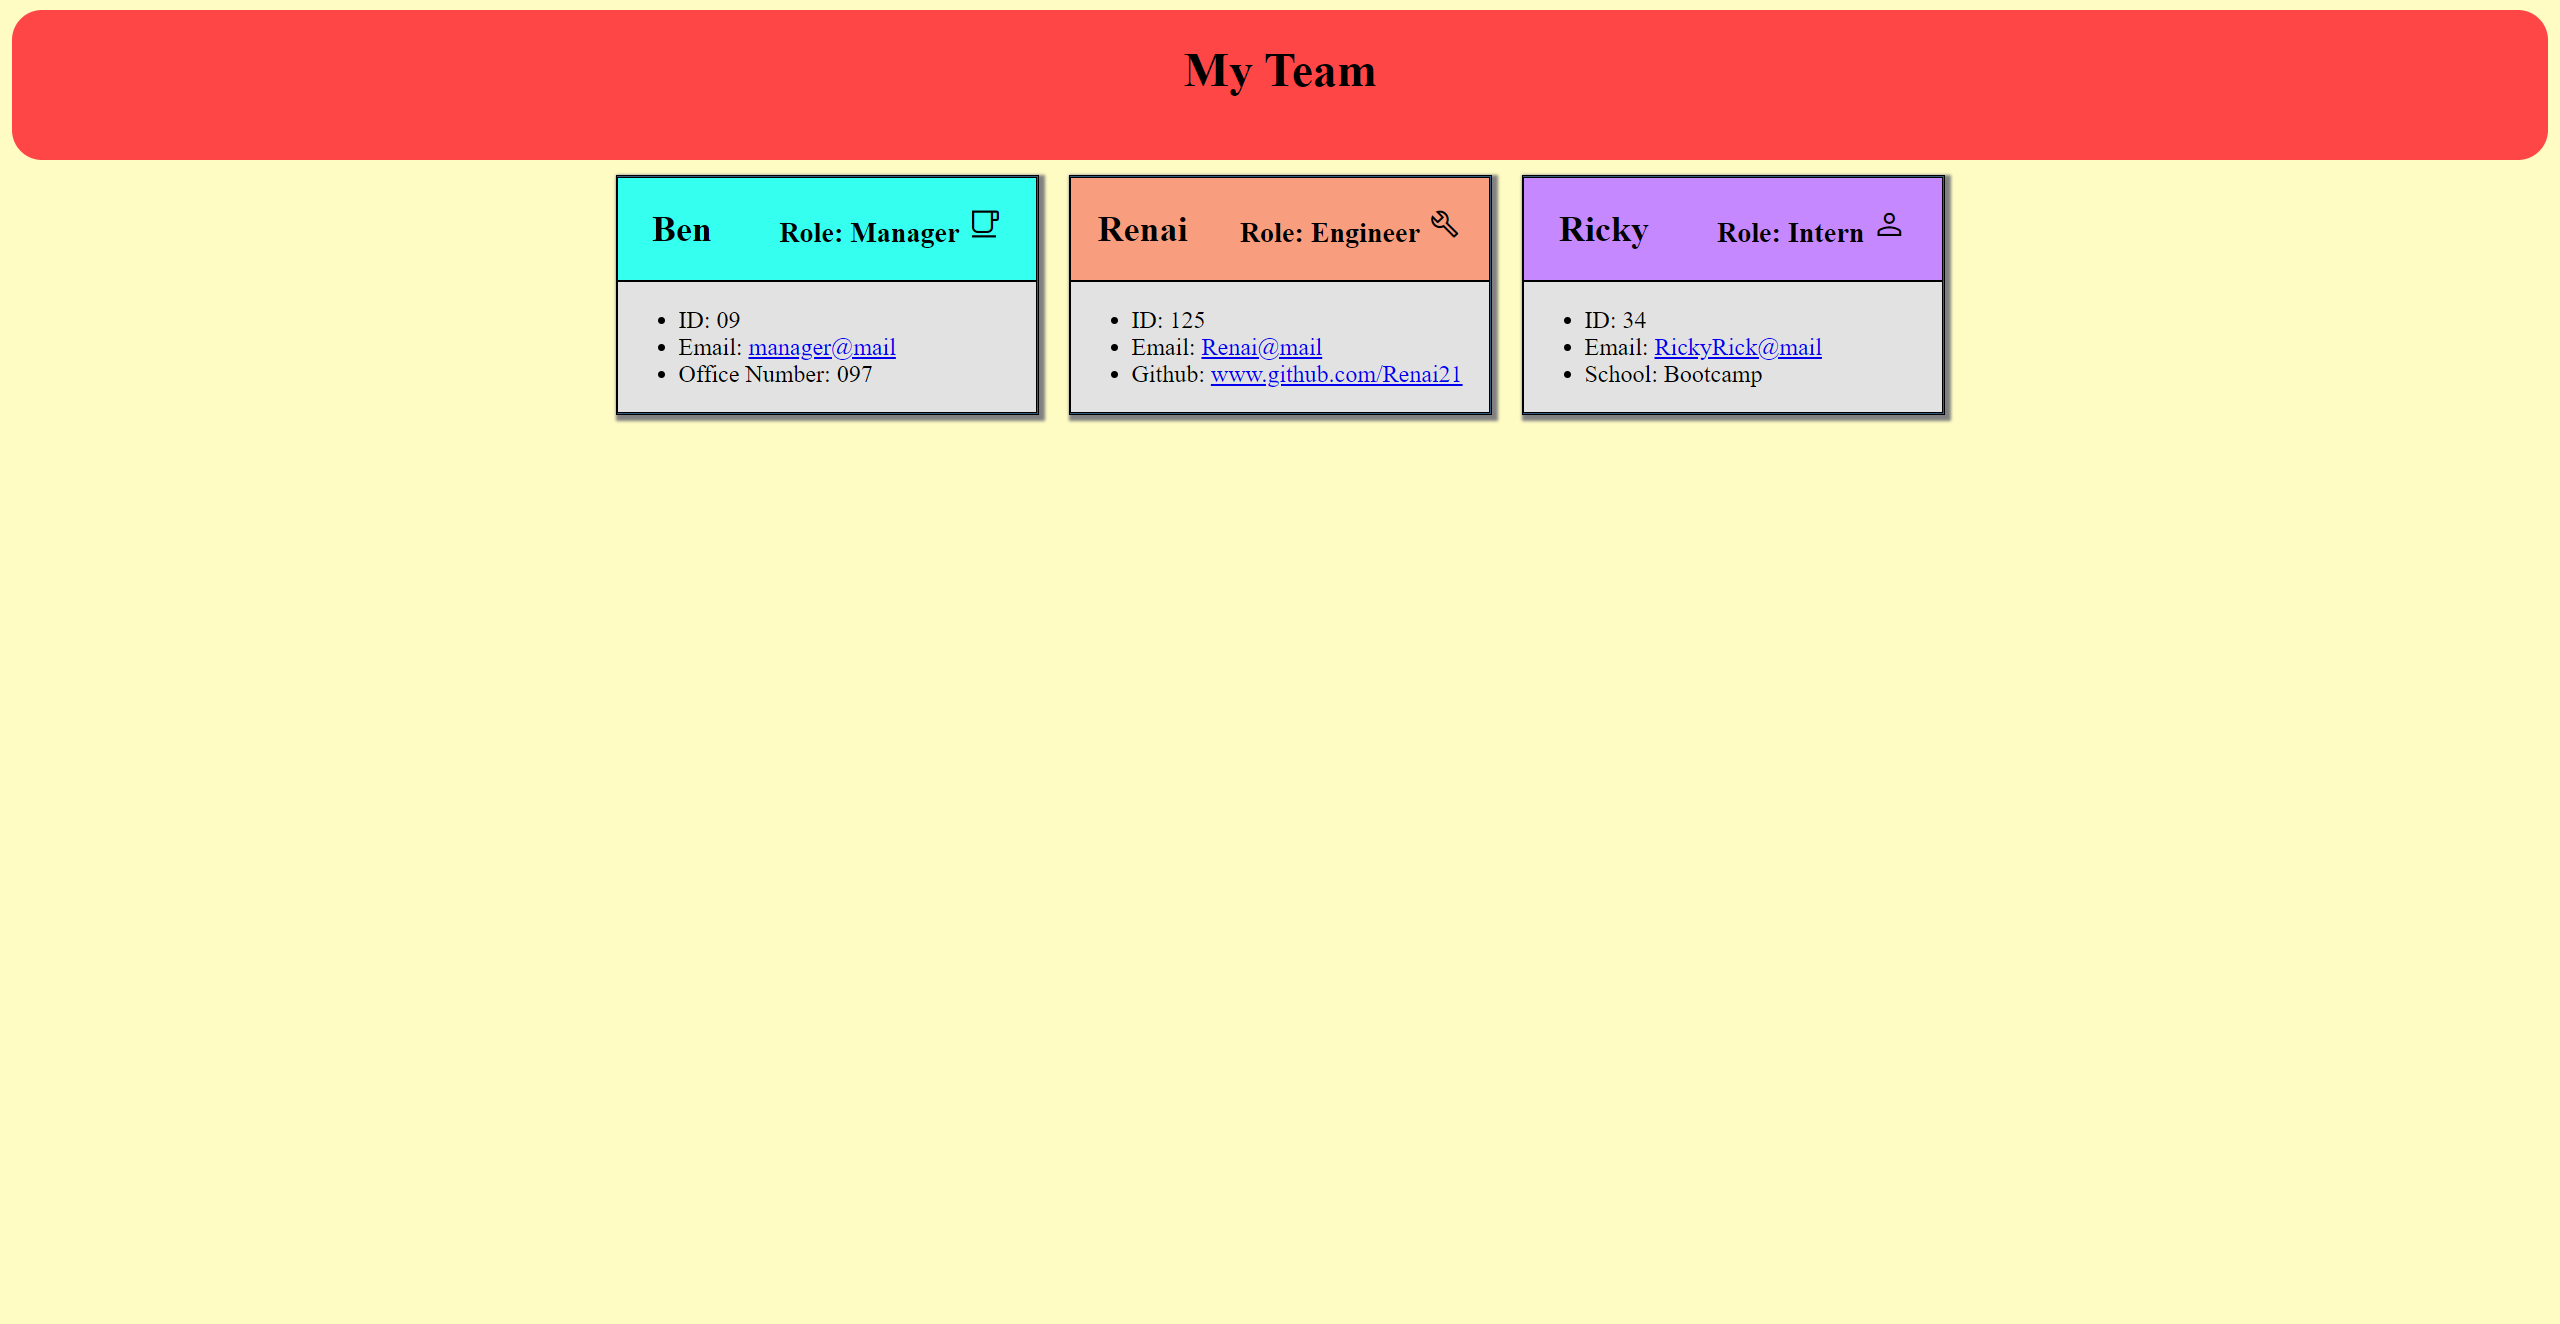 My Team
Ben Role: Manager
ID: 09
Email: manager@mail
Office Number: 097
Renai Role: Engineer
ID: 125
Email: Renai@mail
Github: www.github.com/Renai21
Ricky Role: Intern
ID: 34
Email: RickyRick@mail
School: Bootcamp